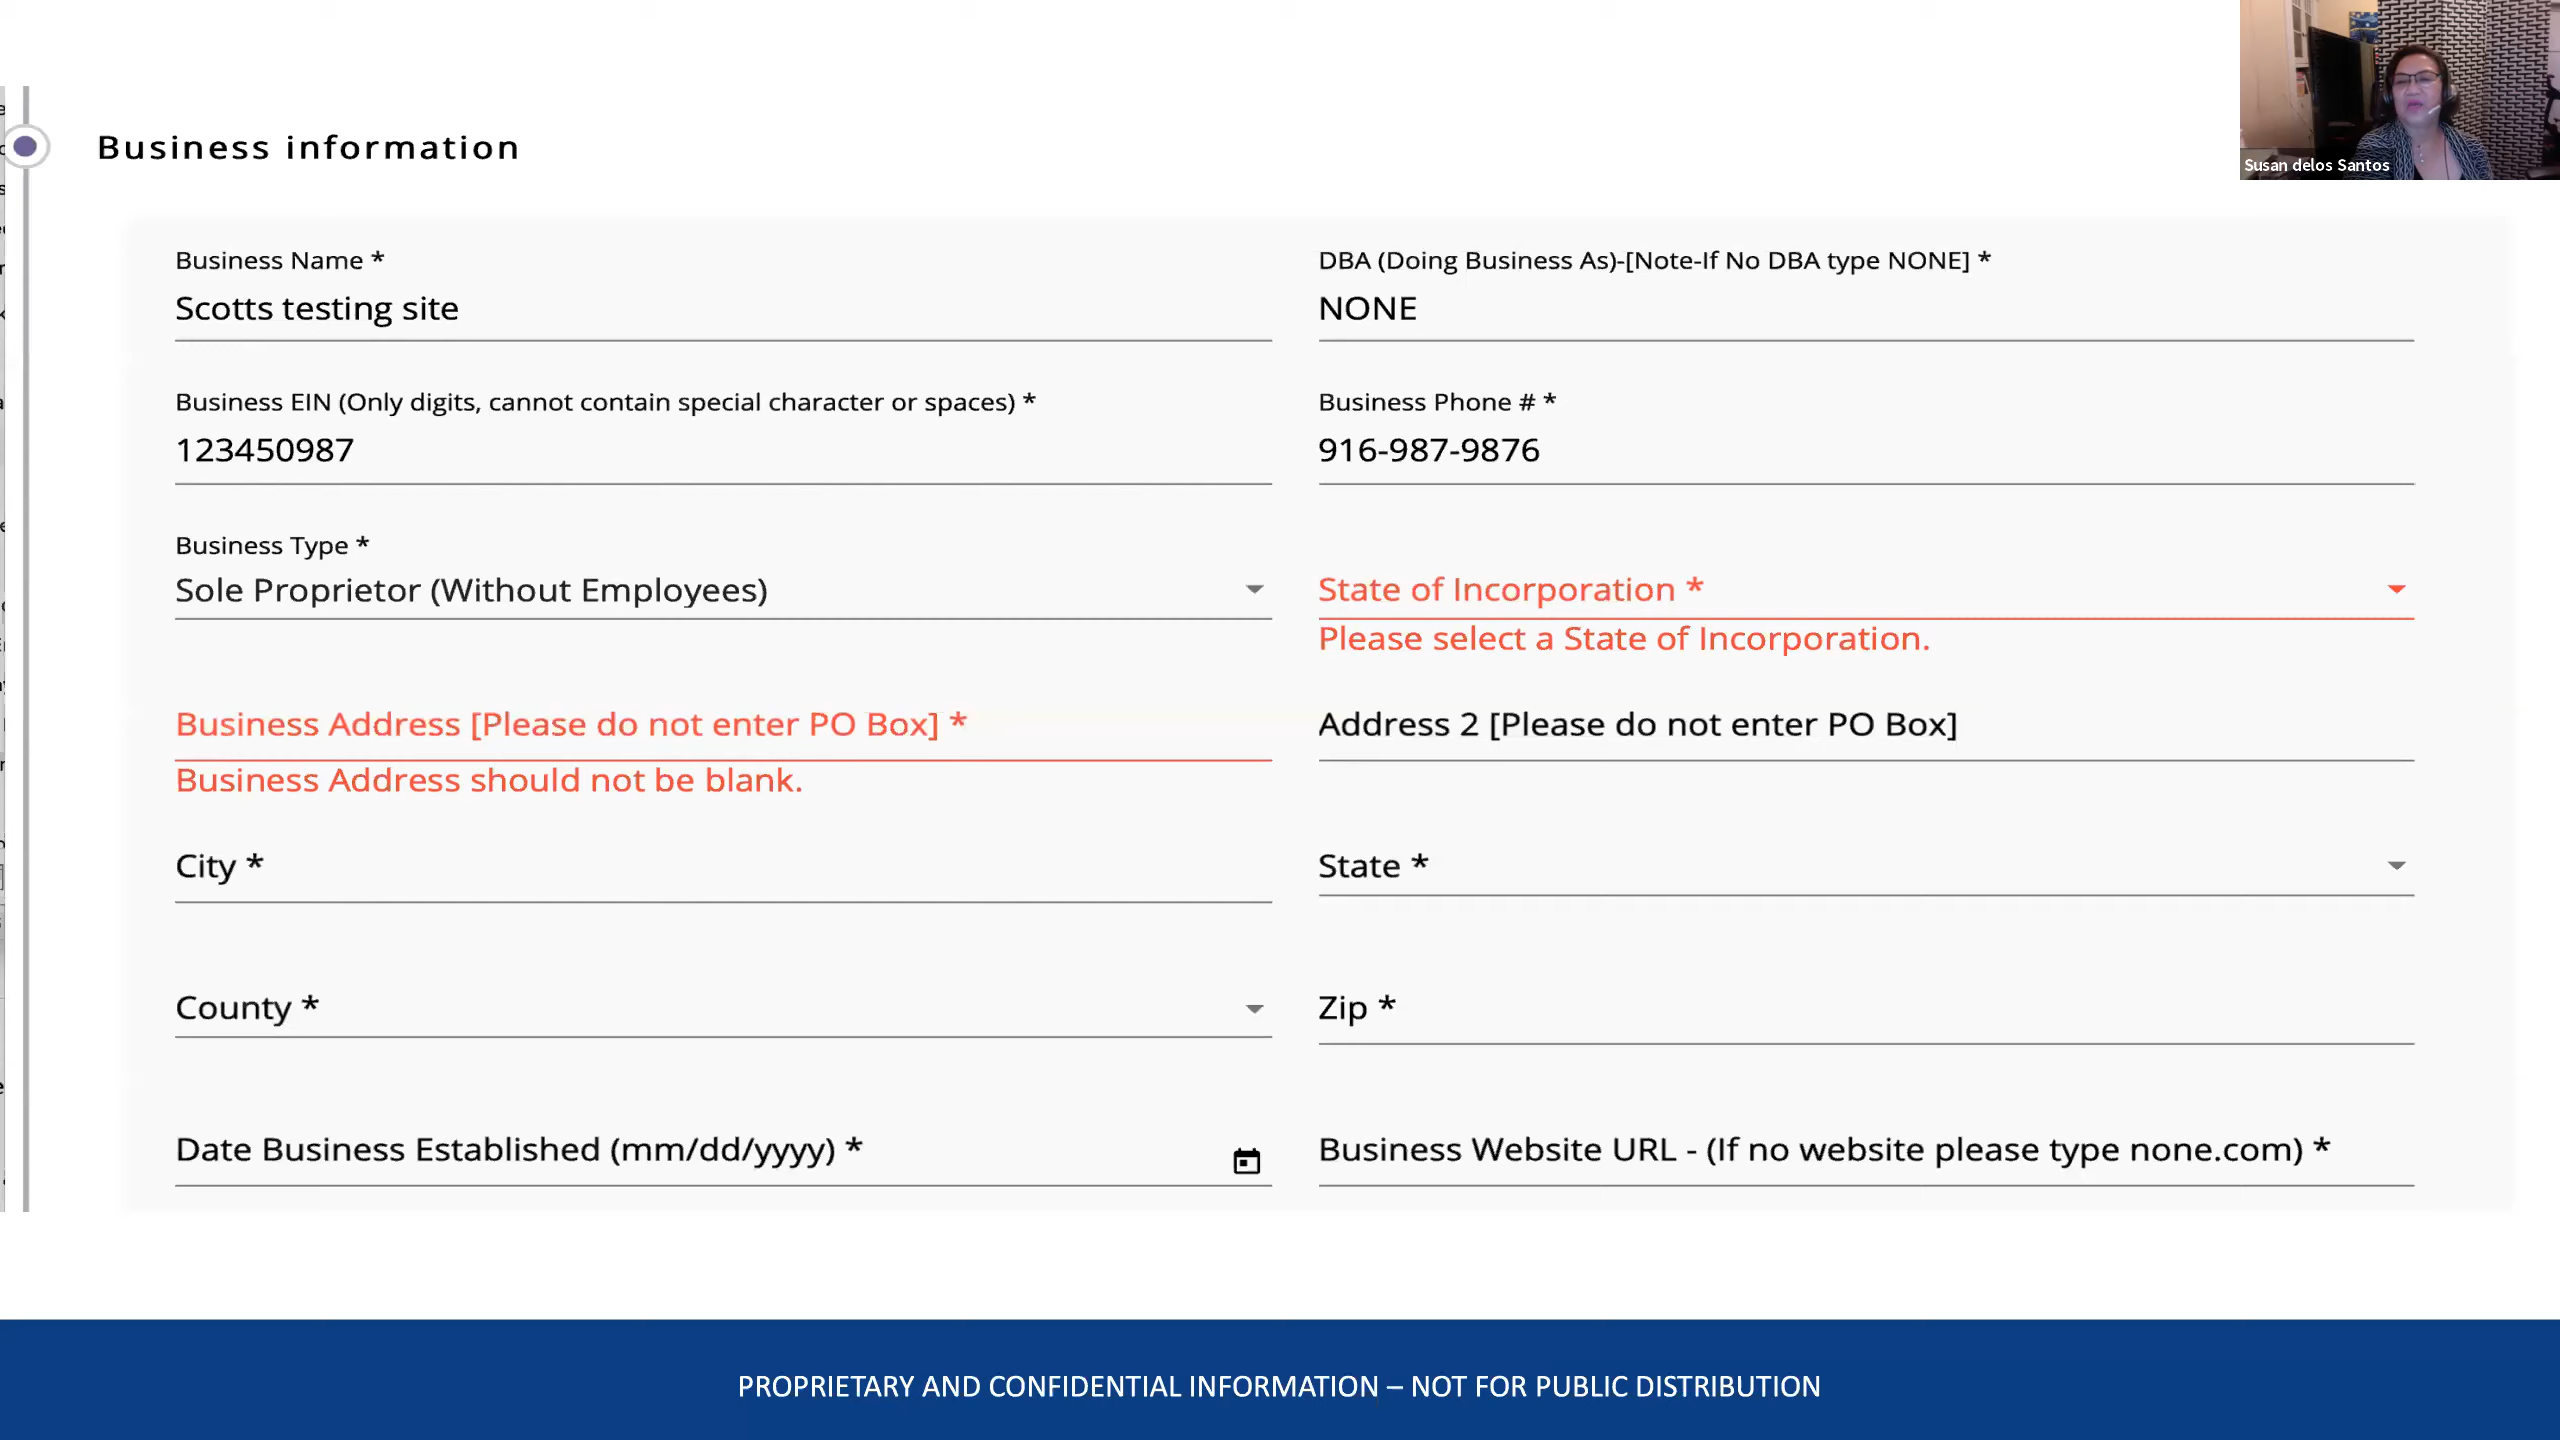 Susan delos Santos
Business information
Business Name *
Scotts testing site
DBA (Doing Business As)-[Note-If No DBA type NONE] *
NONE
Business EIN (Only digits, cannot contain special character or spaces) *
123450987
Business Phone # *
916-987-9876
Business Type *
Sole Proprietor (Without Employees)
State of Incorporation *
Please select a State of Incorporation.
Business Address [Please do not enter PO Box] *
Business Address should not be blank.
Address 2 [Please do not enter PO Box]
City *
State *
County *
Zip *
Date Business Established (mm/dd/yyyy) *
Business Website URL - (If no website please type none.com) *
PROPRIETARY AND CONFIDENTIAL INFORMATION – NOT FOR PUBLIC DISTRIBUTION